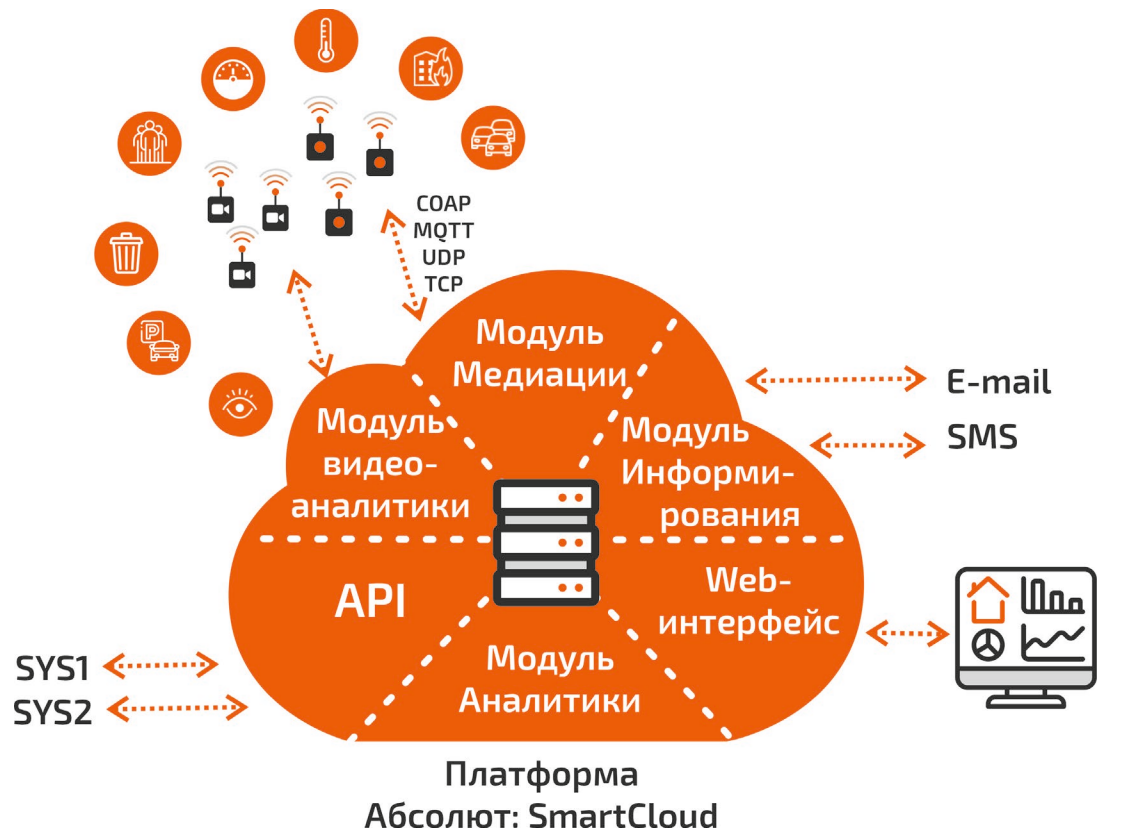 COAP
MQTT
UDP
TCP
Модуль
Медиации
Модуль
видео-
аналитики
Модуль
Информи-
рования
E-mail
SMS
API
Web-
интерфейс
Модуль
Аналитики
SYS1
SYS2
P
Платформа
Абсолют: SmartCloud